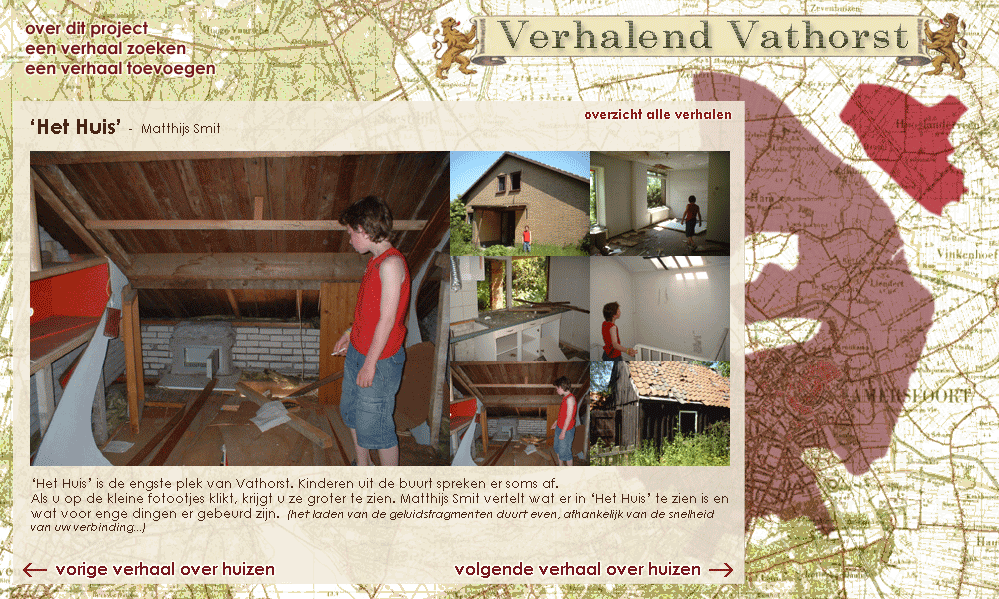 over dit project
een verhaal zoeken
een verhaal toevoegen
Verhalend Vathorst
overzicht alle verhalen
‘Het Huis’ - Matthijs Smit
‘Het Huis’ is de engste plek van Vathorst. Kinderen uit de buurt spreken er soms af.
Als u op de kleine fotootjes klikt, krijgt u ze groter te zien. Matthijs Smit vertelt wat er in ‘Het Huis’ te zien is en
wat voor enge dingen er gebeurd zijn. (het laden van de geluidsfragmenten duurt even, afhankelijk van de snelheid
van uw verbinding...)
← vorige verhaal over huizen
volgende verhaal over huizen →
Zevenhuizen
Hooglanderveen
Vinkenhoef
Liendert
AMERSFOORT